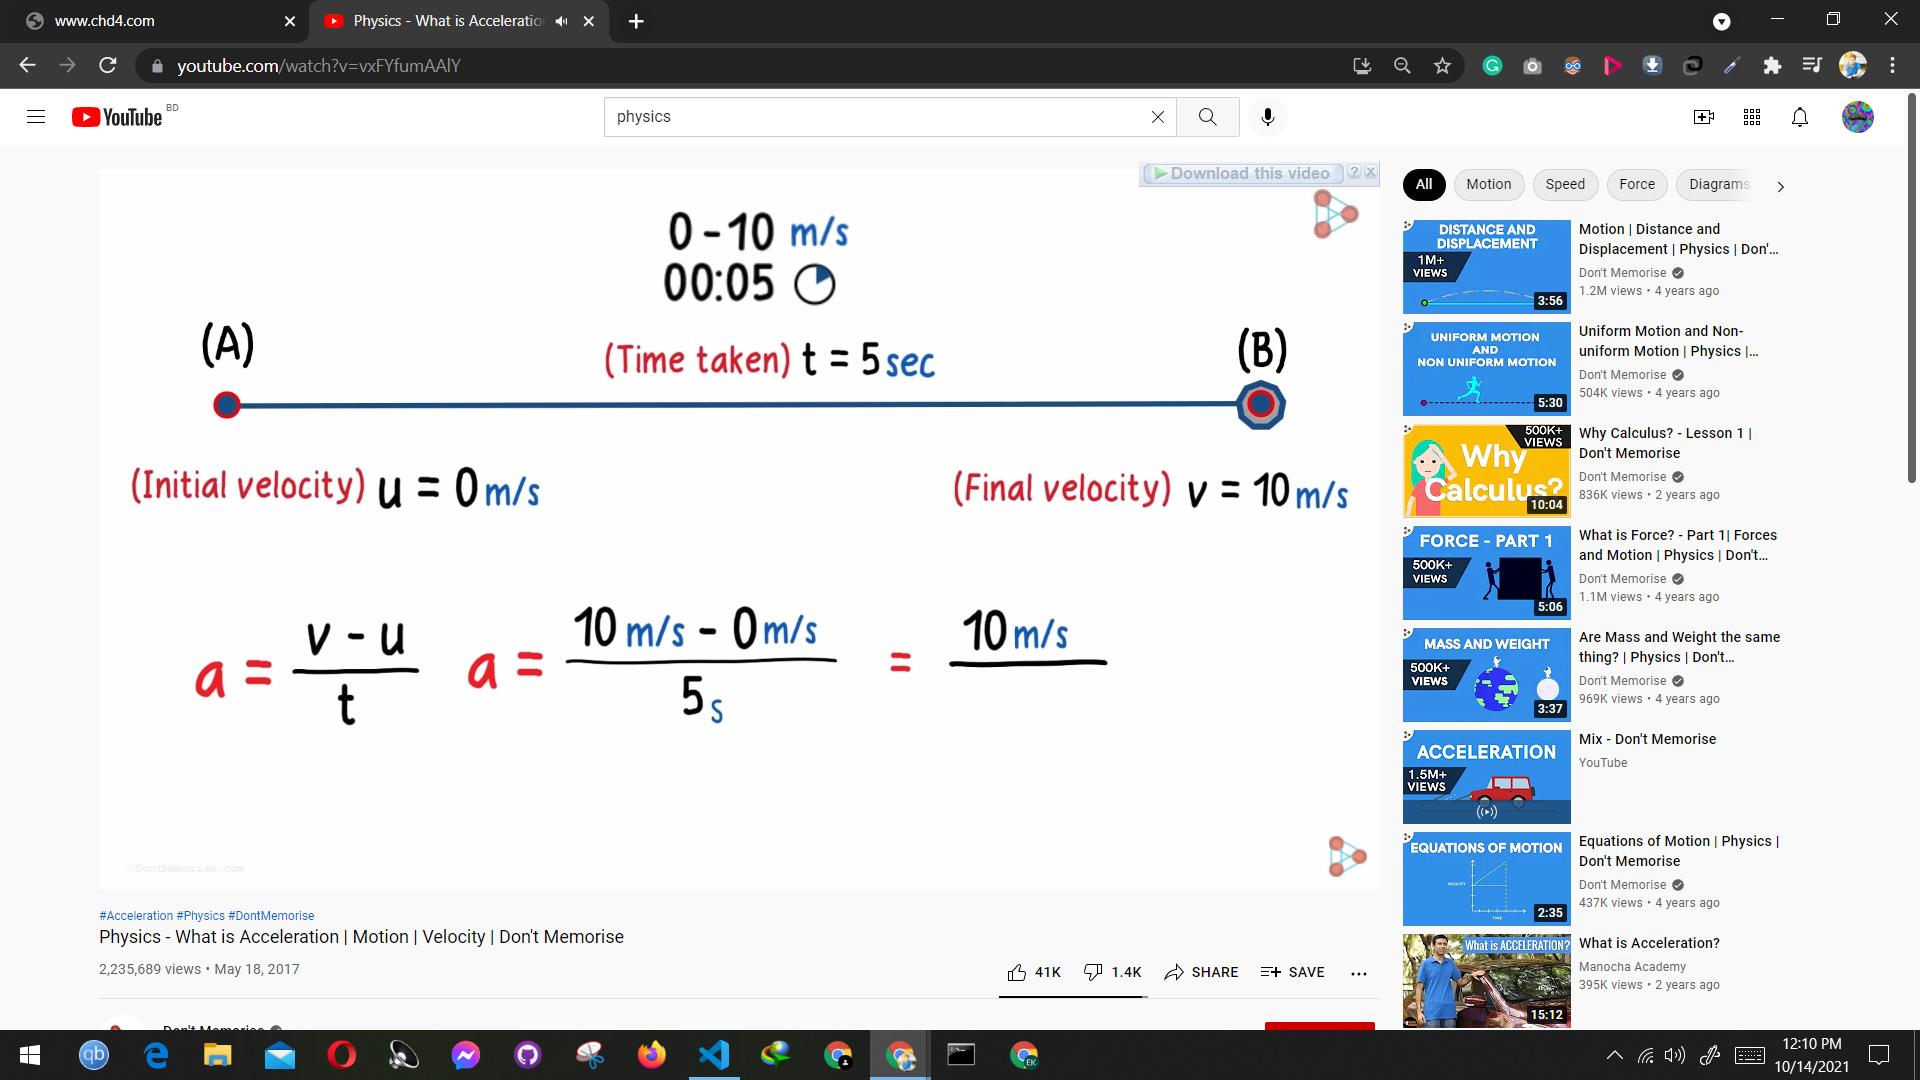 www.chd4.com
Physics - What is Acceleratio
youtube.com/watch?v=vxFYfumAAlY
YouTube BD
physics
Download this video ? X
0 - 10 m/s
00:05
(A)
(Time taken) t = 5 sec
(B)
(Initial velocity) u = 0 m/s
(Final velocity) v = 10 m/s
a = v - u / t
a = 10 m/s - 0 m/s / 5 s = 10 m/s
©DontMemorise.com
#Acceleration #Physics #DontMemorise
Physics - What is Acceleration | Motion | Velocity | Don't Memorise
2,235,689 views • May 18, 2017
41K 1.4K SHARE SAVE ...
Don't Memorise
All Motion Speed Force Diagrams
DISTANCE AND
DISPLACEMENT
1M+
VIEWS
3:56
Motion | Distance and
Displacement | Physics | Don'...
Don't Memorise
1.2M views • 4 years ago
UNIFORM MOTION
AND
NON UNIFORM MOTION
5:30
Uniform Motion and Non-
uniform Motion | Physics |...
Don't Memorise
504K views • 4 years ago
500K+
VIEWS
Why
Calculus?
10:04
Why Calculus? - Lesson 1 |
Don't Memorise
Don't Memorise
836K views • 2 years ago
FORCE - PART 1
500K+
VIEWS
5:06
What is Force? - Part 1| Forces
and Motion | Physics | Don't...
Don't Memorise
1.1M views • 4 years ago
MASS AND WEIGHT
500K+
VIEWS
3:37
Are Mass and Weight the same
thing? | Physics | Don't...
Don't Memorise
969K views • 4 years ago
ACCELERATION
1.5M+
VIEWS
Mix - Don't Memorise
YouTube
EQUATIONS OF MOTION
VELOCITY
TIME
2:35
Equations of Motion | Physics |
Don't Memorise
Don't Memorise
437K views • 4 years ago
What is ACCELERATION?
15:12
What is Acceleration?
Manocha Academy
395K views • 2 years ago
qb
EK
12:10 PM
10/14/2021